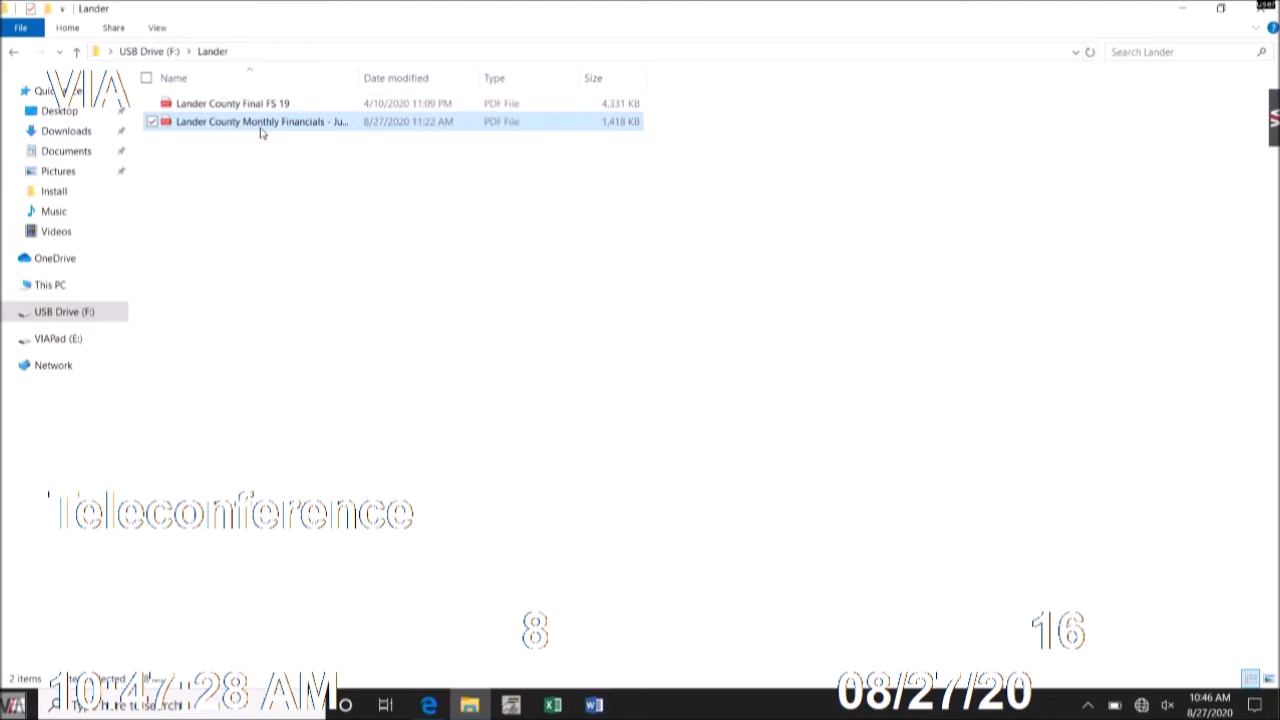 Lander
File Home Share View
USB Drive (F:) > Lander
Search Lander
Name Date modified Type Size
Lander County Final FS 19 4/10/2020 11:09 PM PDF File 4,331 KB
Lander County Monthly Financials - Ju... 8/27/2020 11:22 AM PDF File 1,418 KB
VIA
Desktop
Downloads
Documents
Pictures
Install
Music
Videos
OneDrive
This PC
USB Drive (F:)
VIAPad (E:)
Network
Teleconference
8 16
2 items
10:47:28 AM 08/27/20
10:46 AM
8/27/2020
user